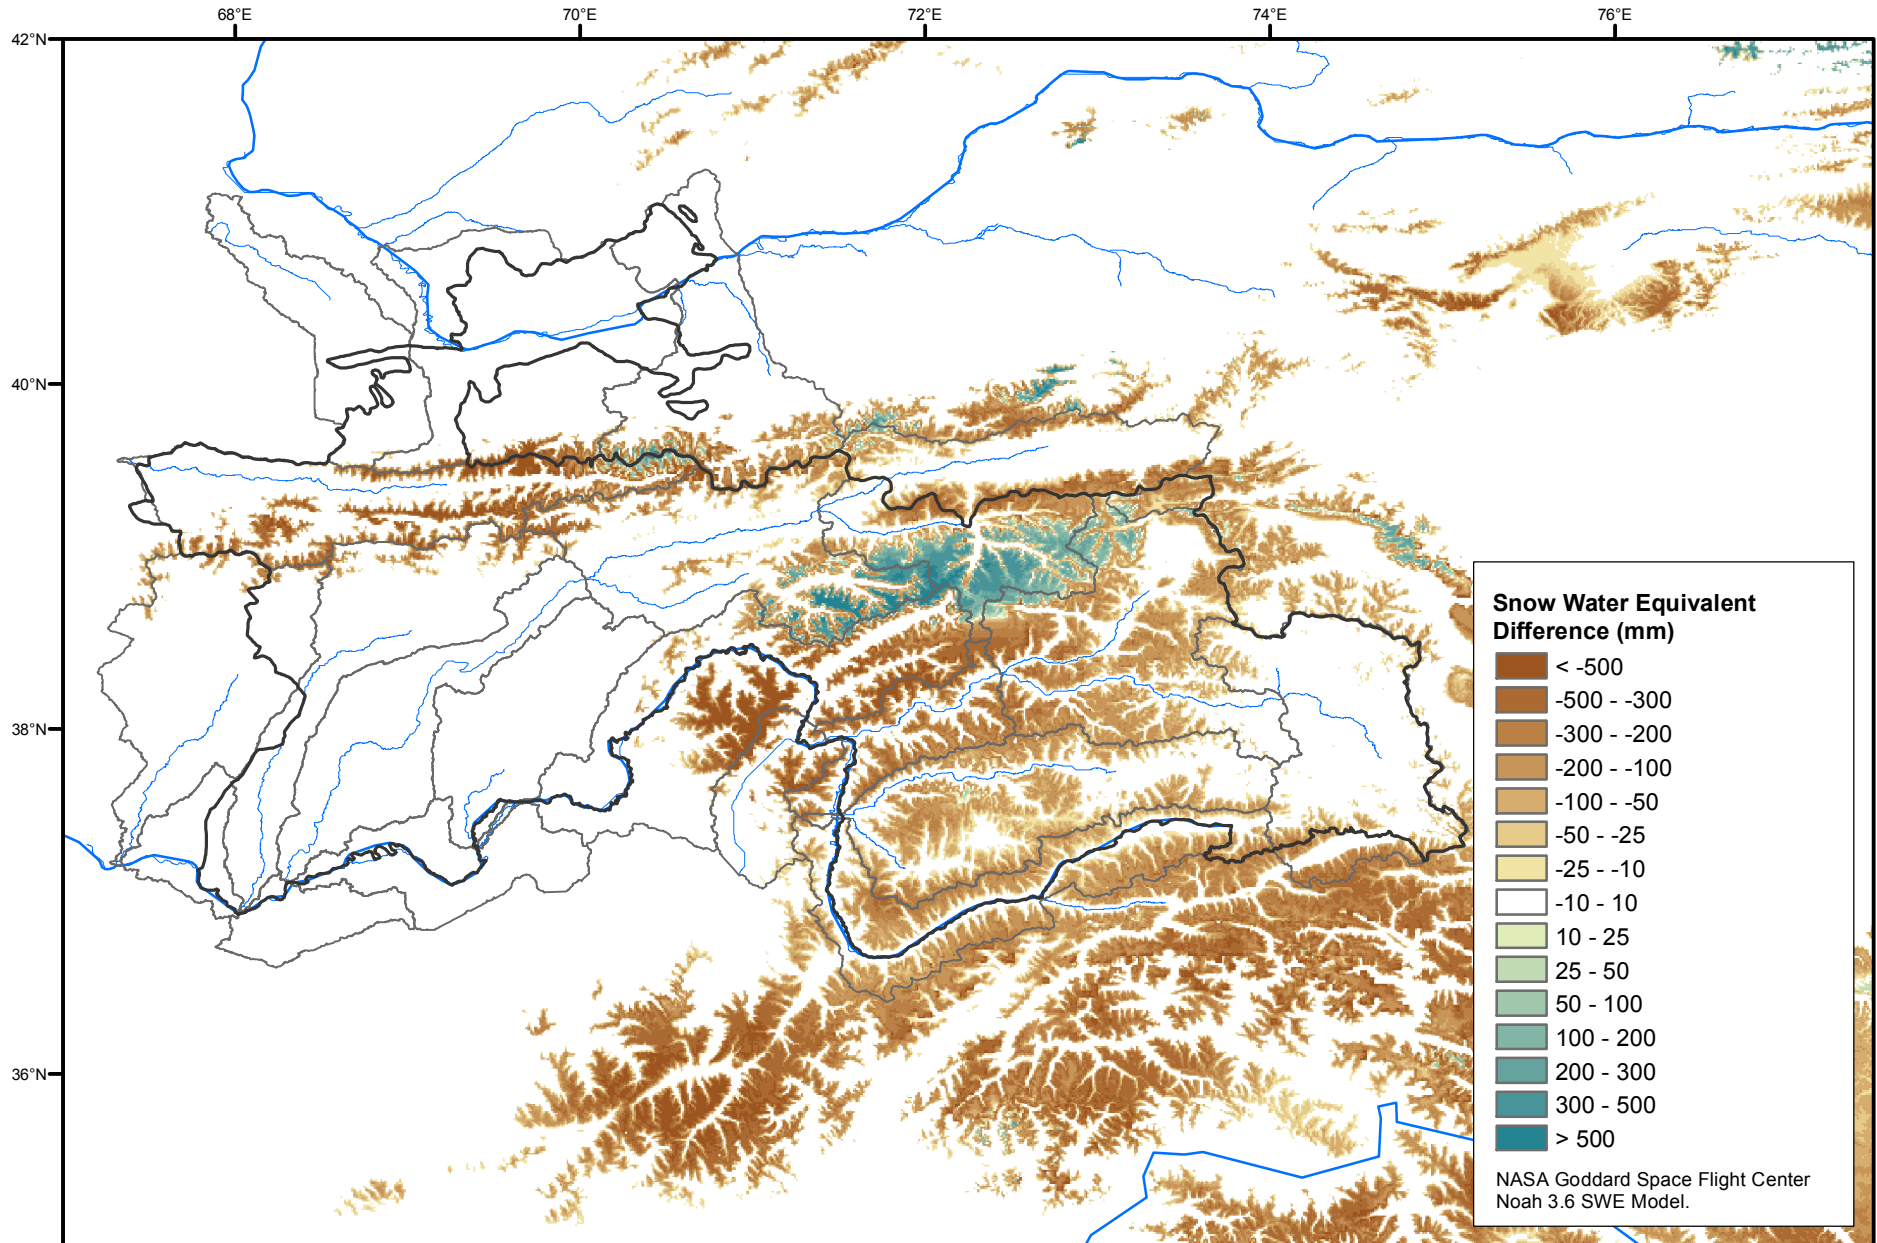 68°E 70°E 72°E 74°E 76°E
42°N
40°N
38°N
36°N
Snow Water Equivalent
Difference (mm)
< -500
-500 - -300
-300 - -200
-200 - -100
-100 - -50
-50 - -25
-25 - -10
-10 - 10
10 - 25
25 - 50
50 - 100
100 - 200
200 - 300
300 - 500
> 500
NASA Goddard Space Flight Center
Noah 3.6 SWE Model.